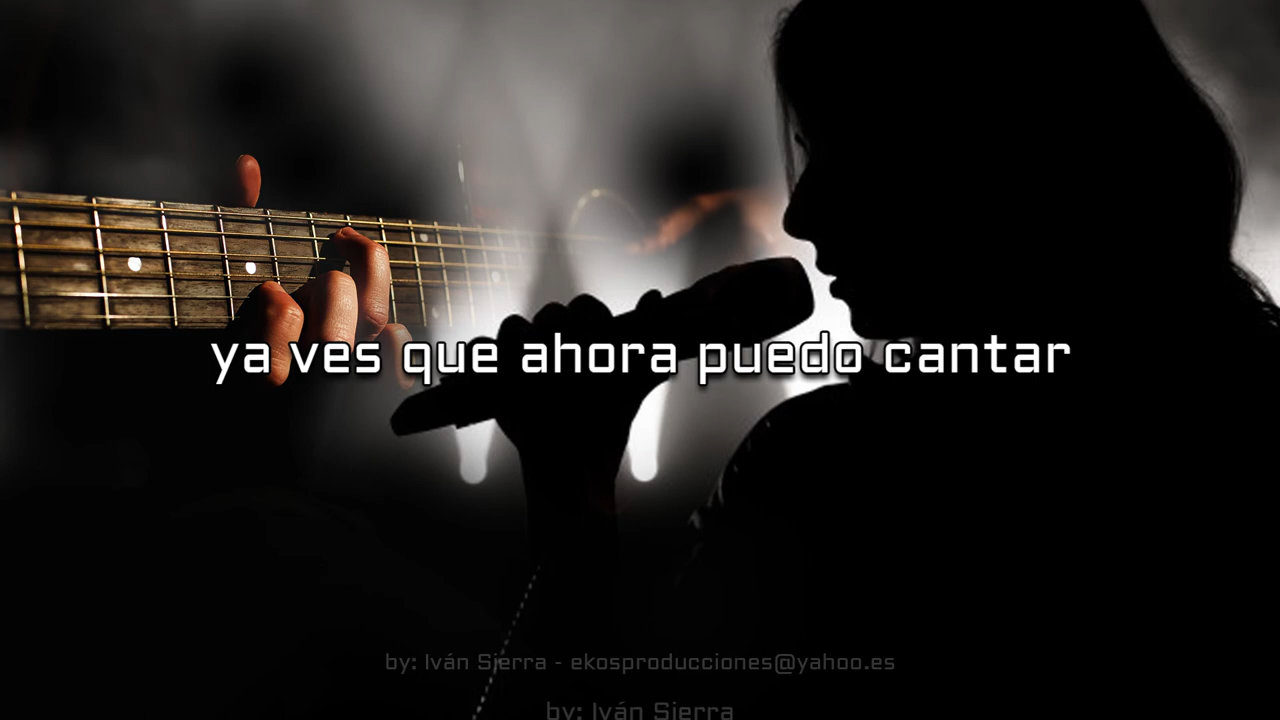 ya ves que ahora puedo cantar
by: Iván Sierra - ekosproducciones@yahoo.es
by: Iván Sierra